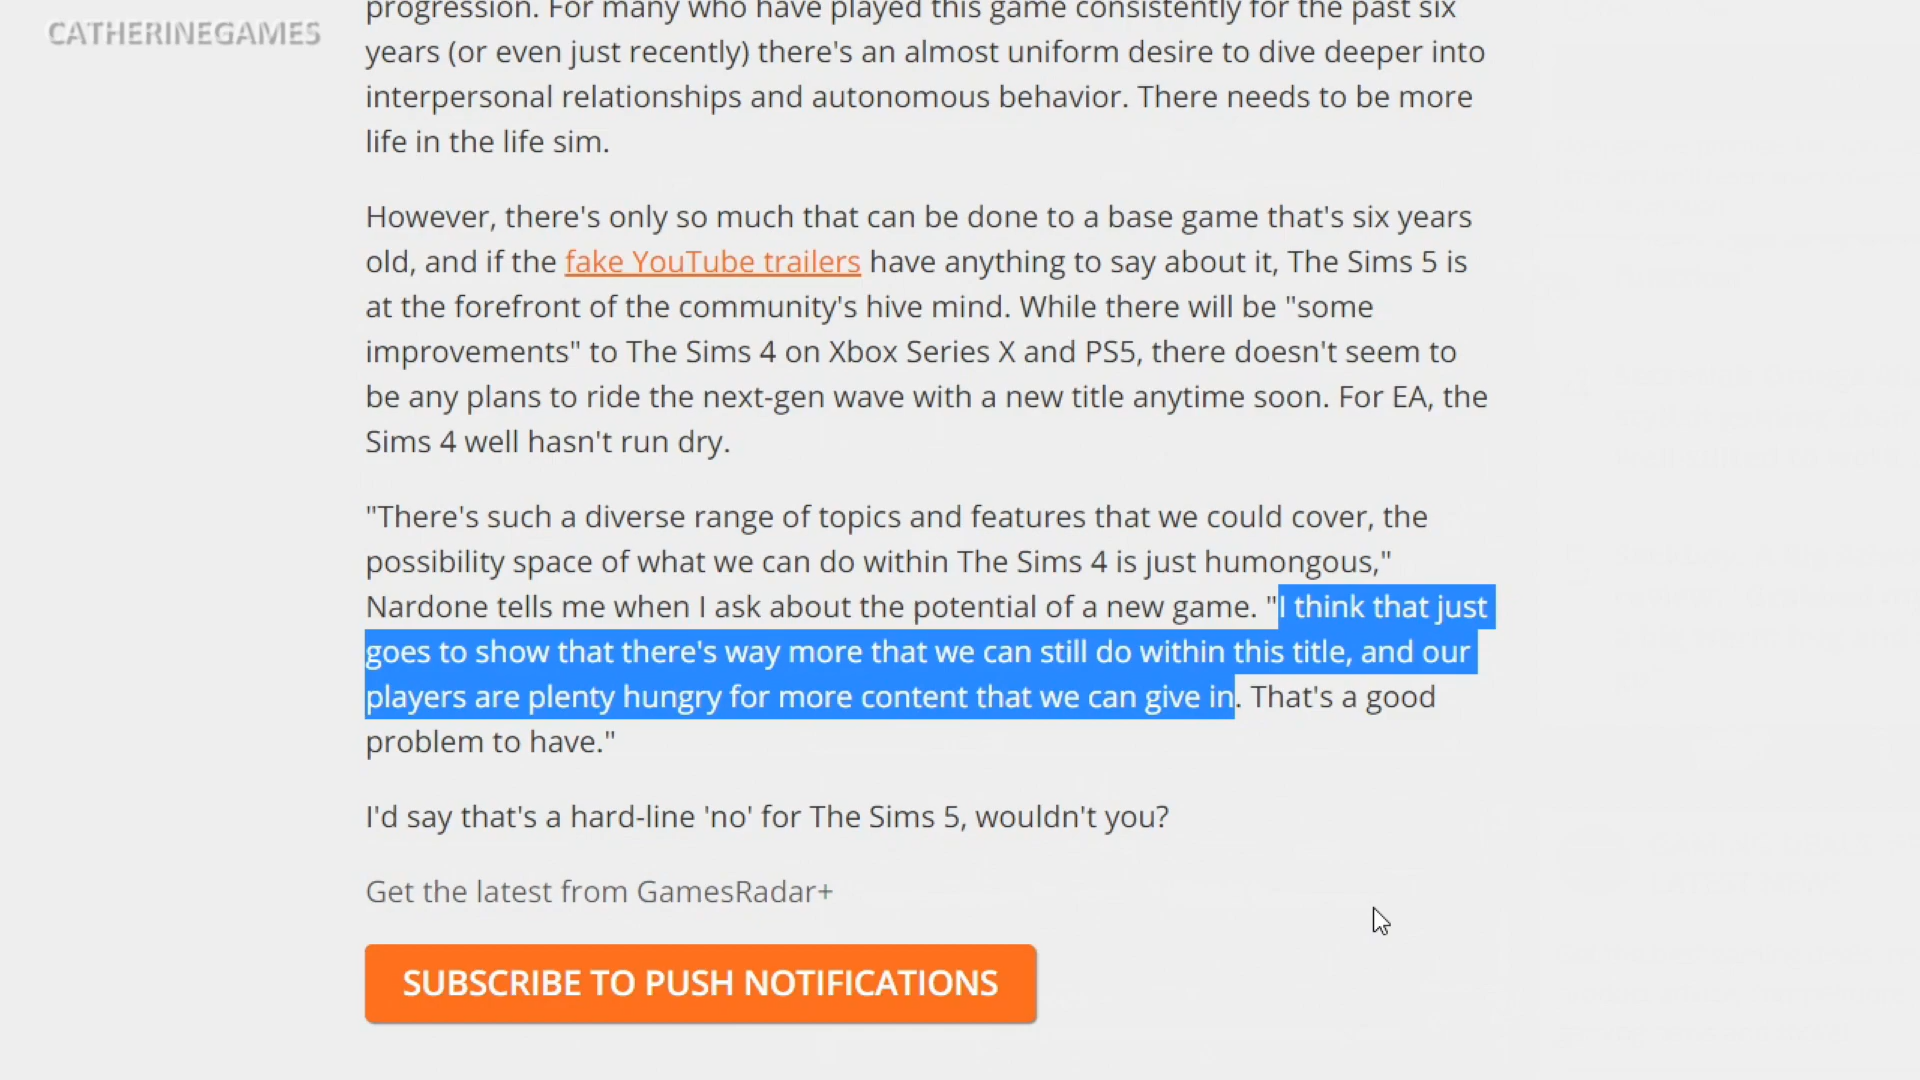 CATHERINEGAMES
progression. For many who have played this game consistently for the past six
years (or even just recently) there's an almost uniform desire to dive deeper into
interpersonal relationships and autonomous behavior. There needs to be more
life in the life sim.
However, there's only so much that can be done to a base game that's six years
old, and if the fake YouTube trailers have anything to say about it, The Sims 5 is
at the forefront of the community's hive mind. While there will be "some
improvements" to The Sims 4 on Xbox Series X and PS5, there doesn't seem to
be any plans to ride the next-gen wave with a new title anytime soon. For EA, the
Sims 4 well hasn't run dry.
"There's such a diverse range of topics and features that we could cover, the
possibility space of what we can do within The Sims 4 is just humongous,"
Nardone tells me when I ask about the potential of a new game. "I think that just
goes to show that there's way more that we can still do within this title, and our
players are plenty hungry for more content that we can give in. That's a good
problem to have."
I'd say that's a hard-line 'no' for The Sims 5, wouldn't you?
Get the latest from GamesRadar+
SUBSCRIBE TO PUSH NOTIFICATIONS